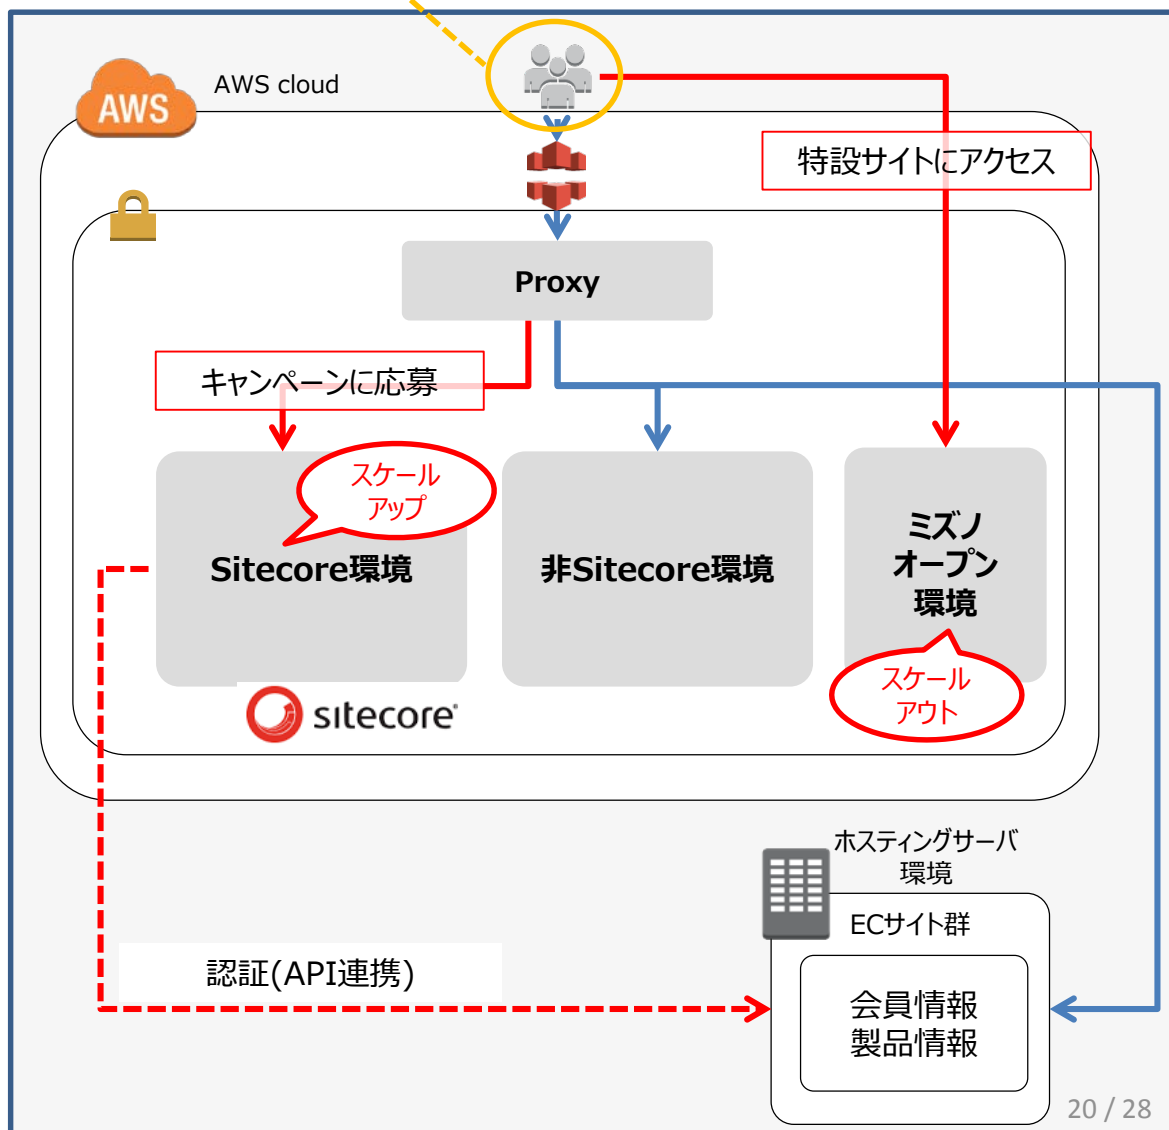 AWS cloud
AWS
特設サイトにアクセス
Proxy
キャンペーンに応募
スケール
アップ
Sitecore環境
非Sitecore環境
ミズノ
オープン
環境
スケール
アウト
sitecore
ホスティングサーバ
環境
ECサイト群
認証(API連携)
会員情報
製品情報
20 / 28